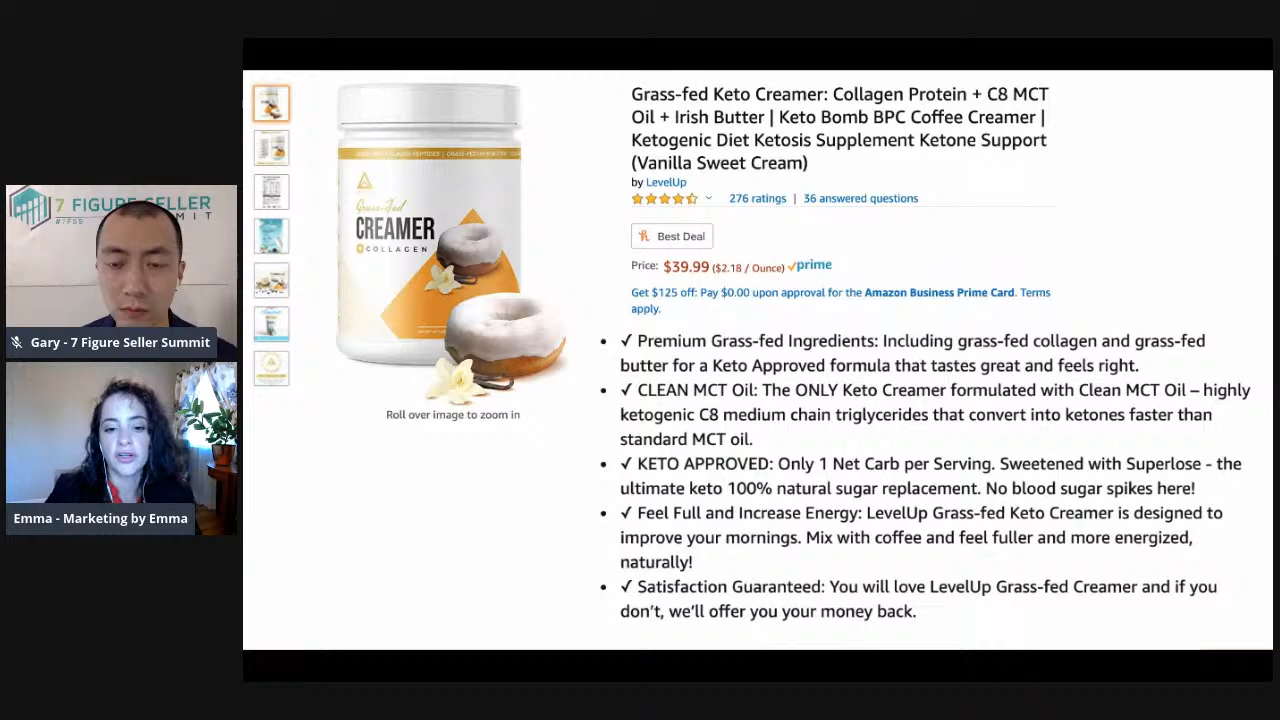 7 FIGURE SELLER
SUMMIT
#7FSS
Gary - 7 Figure Seller Summit
Emma - Marketing by Emma
Grass-Fed
CREAMER
COLLAGEN
Roll over image to zoom in
Grass-fed Keto Creamer: Collagen Protein + C8 MCT
Oil + Irish Butter | Keto Bomb BPC Coffee Creamer |
Ketogenic Diet Ketosis Supplement Ketone Support
(Vanilla Sweet Cream)
by LevelUp
276 ratings | 36 answered questions
Best Deal
Price: $39.99 ($2.18 / Ounce) prime
Get $125 off: Pay $0.00 upon approval for the Amazon Business Prime Card. Terms
apply.
• ✓ Premium Grass-fed Ingredients: Including grass-fed collagen and grass-fed
butter for a Keto Approved formula that tastes great and feels right.
• ✓ CLEAN MCT Oil: The ONLY Keto Creamer formulated with Clean MCT Oil – highly
ketogenic C8 medium chain triglycerides that convert into ketones faster than
standard MCT oil.
• ✓ KETO APPROVED: Only 1 Net Carb per Serving. Sweetened with Superlose - the
ultimate keto 100% natural sugar replacement. No blood sugar spikes here!
• ✓ Feel Full and Increase Energy: LevelUp Grass-fed Keto Creamer is designed to
improve your mornings. Mix with coffee and feel fuller and more energized,
naturally!
• ✓ Satisfaction Guaranteed: You will love LevelUp Grass-fed Creamer and if you
don't, we'll offer you your money back.